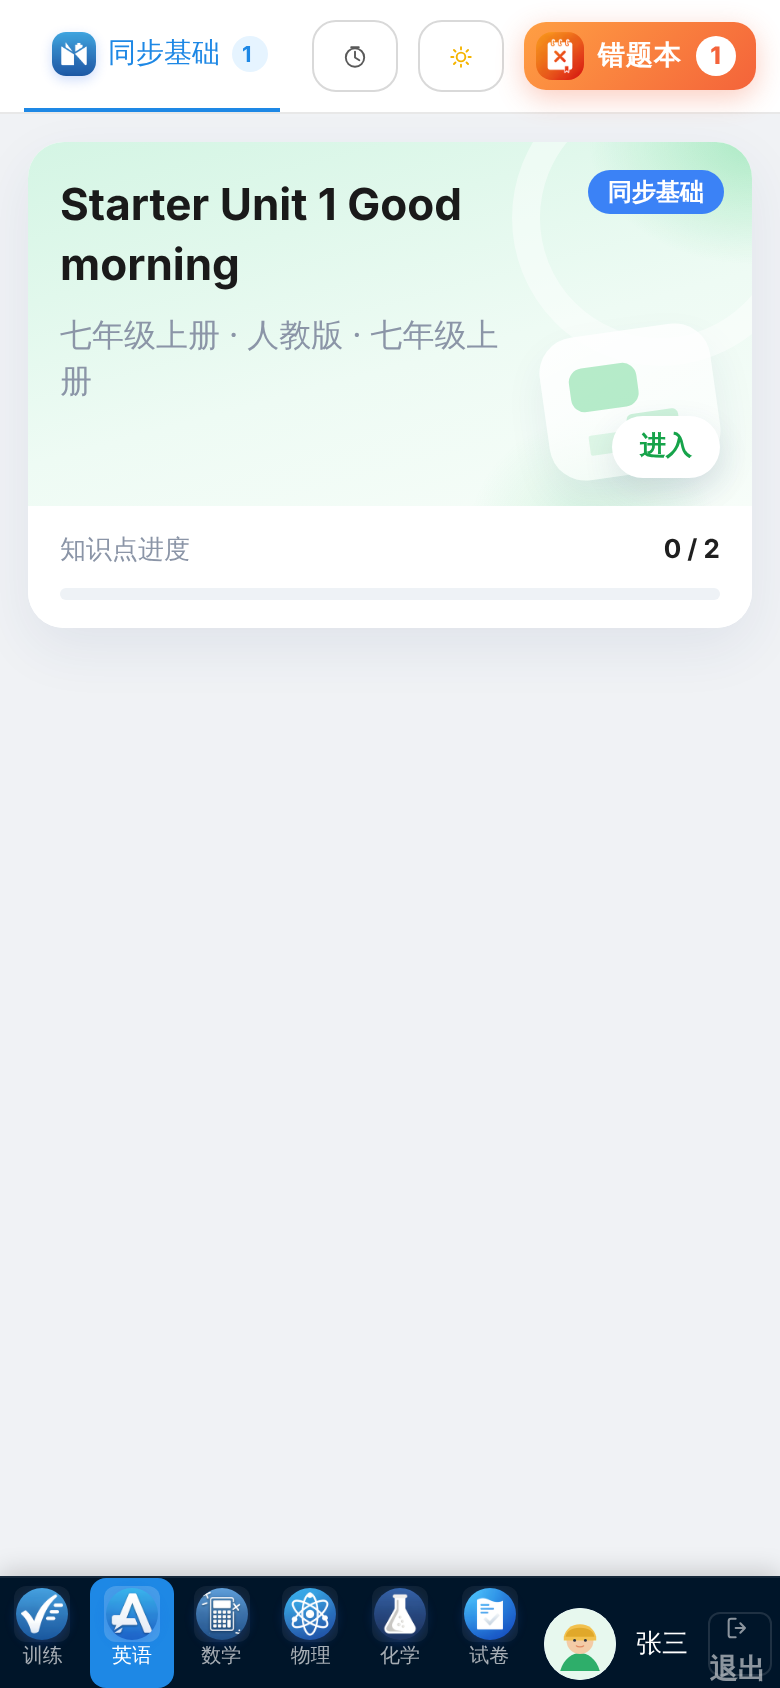 同步基础 1
错题本 1
Starter Unit 1 Good
morning
同步基础
七年级上册 · 人教版 · 七年级上
册
进入
知识点进度
0 / 2
训练
英语
数学
物理
化学
试卷
张三
退出